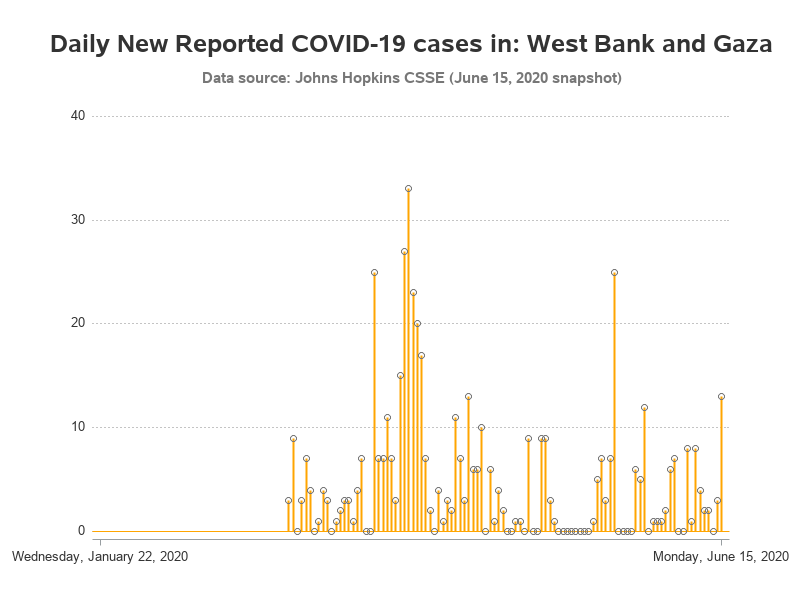 Daily New Reported COVID-19 cases in: West Bank and Gaza
Data source: Johns Hopkins CSSE (June 15, 2020 snapshot)
40
30
20
10
0
Wednesday, January 22, 2020
Monday, June 15, 2020